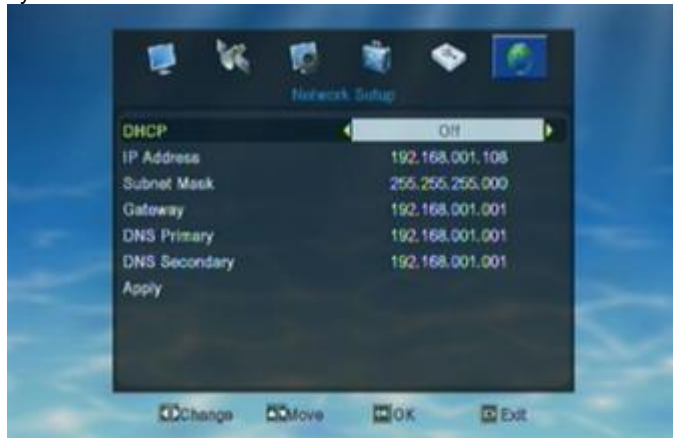 Network Setup
DHCP Off
IP Address 192.168.001.108
Subnet Mask 255.255.255.000
Gateway 192.168.001.001
DNS Primary 192.168.001.001
DNS Secondary 192.168.001.001
Apply
Change Move OK Exit